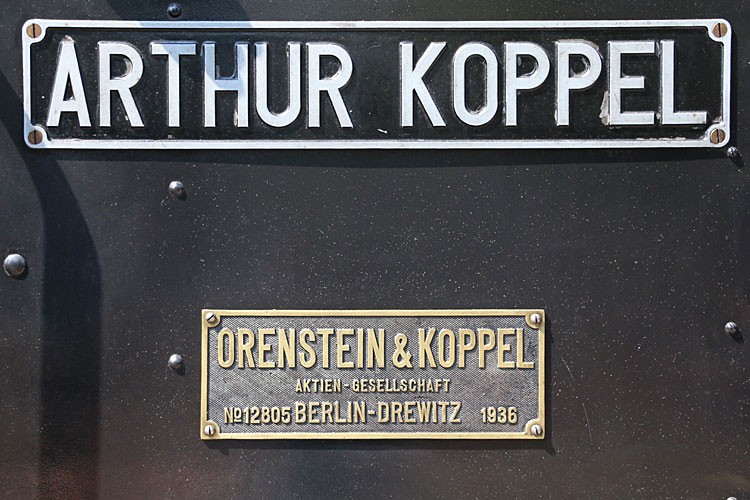 ARTHUR KOPPEL
ORENSTEIN & KOPPEL
AKTIEN-GESELLSCHAFT
№12805 BERLIN-DREWITZ 1936